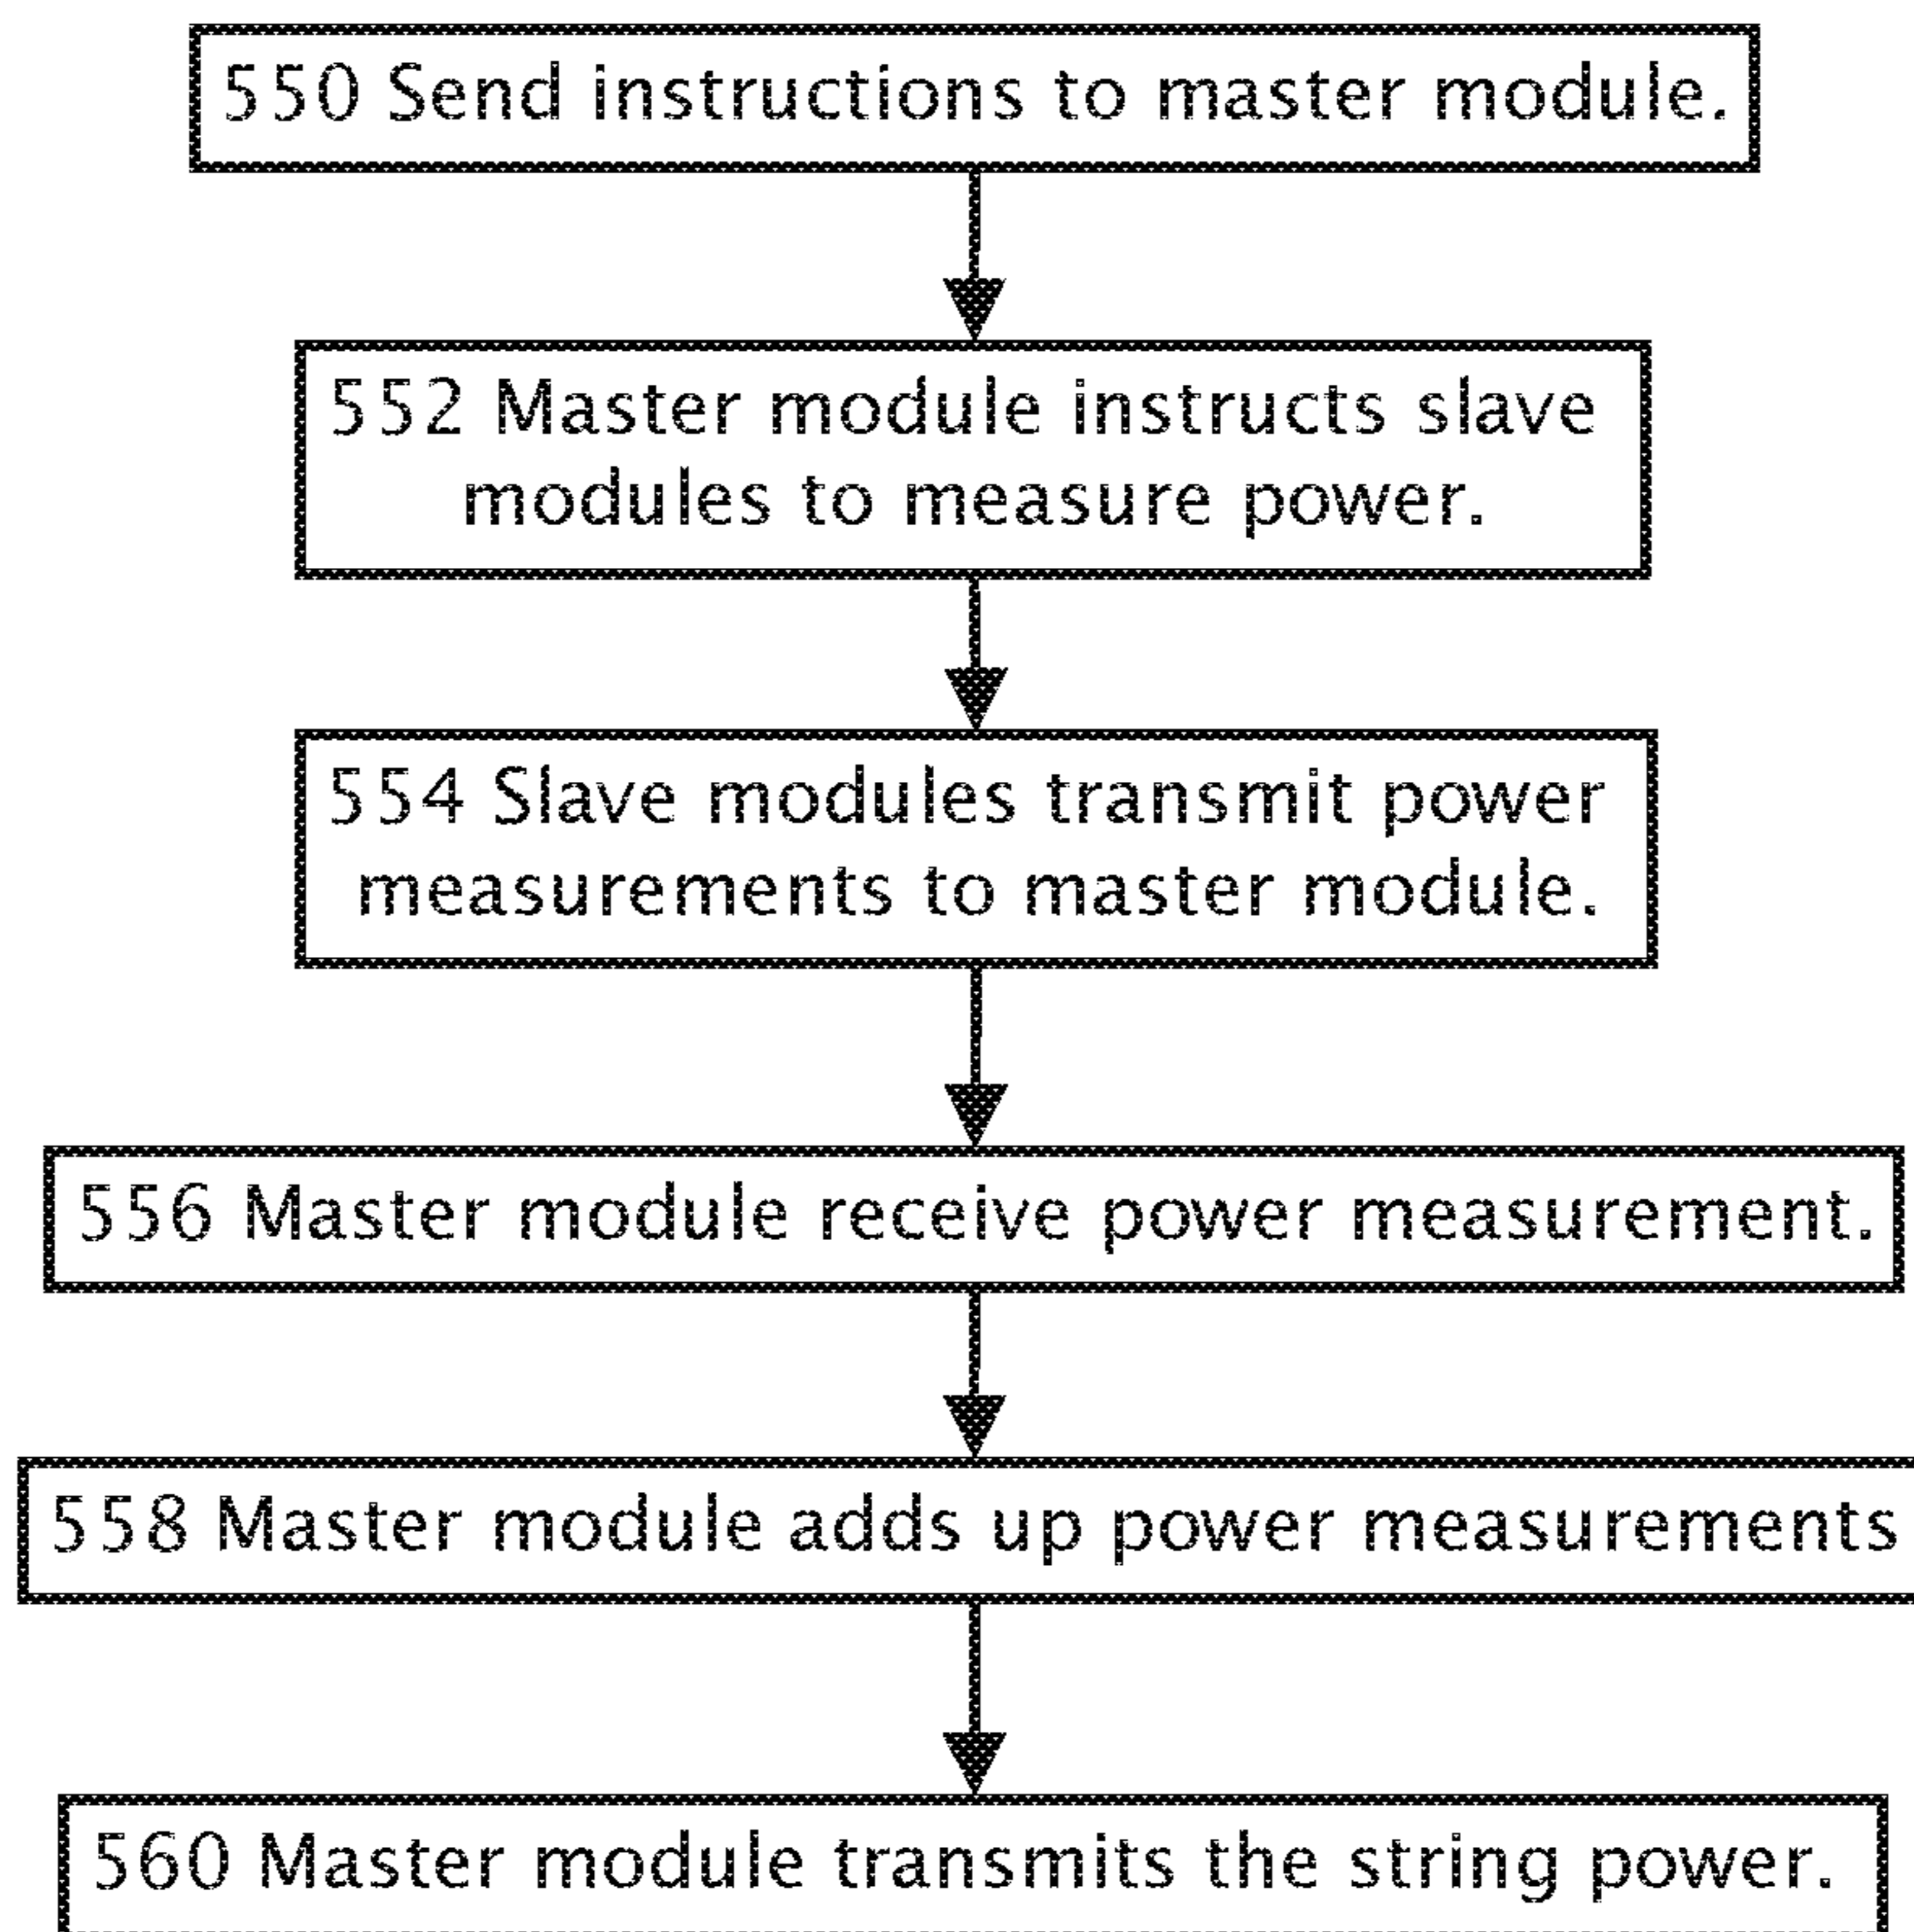 550 Send instructions to master module.
552 Master module instructs slave
modules to measure power.
554 Slave modules transmit power
measurements to master module.
556 Master module receive power measurement.
558 Master module adds up power measurements
560 Master module transmits the string power.